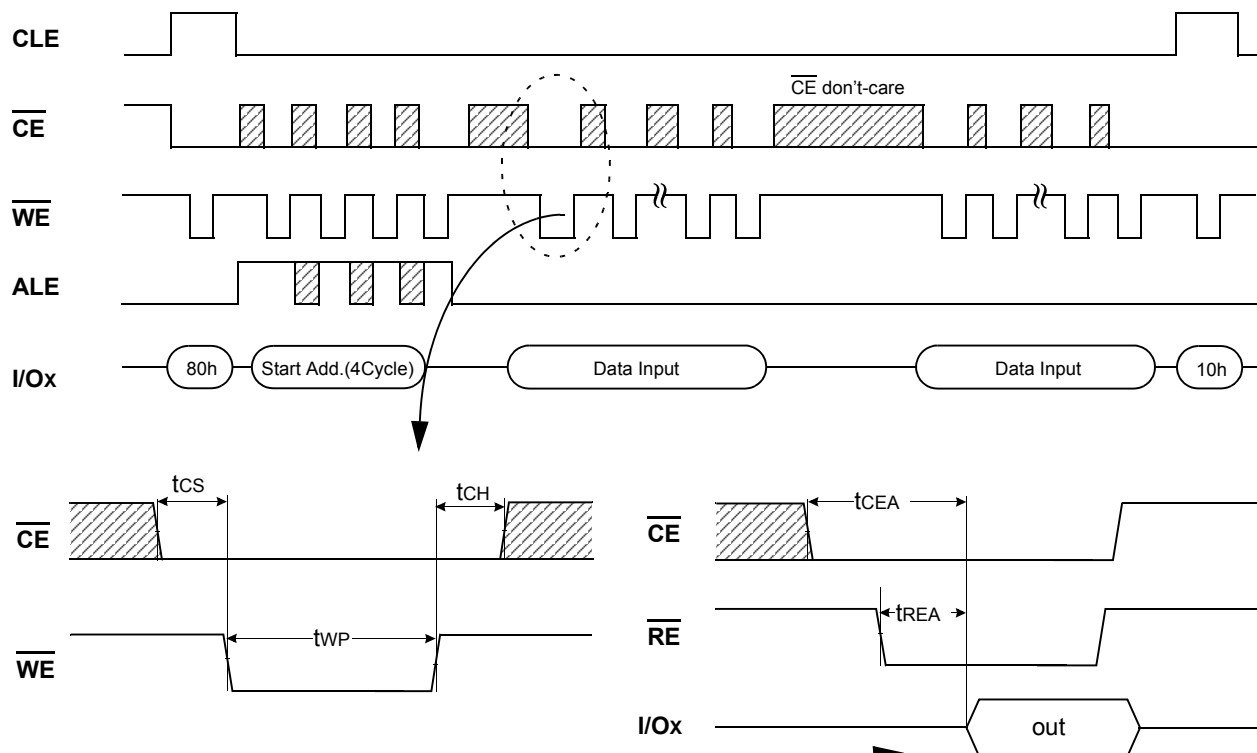 CLE
CE don't-care
CE
WE
ALE
I/Ox
80h
Start Add.(4Cycle)
Data Input
Data Input
10h
tCS
tCH
CE
tWP
WE
tCEA
CE
tREA
RE
I/Ox
out